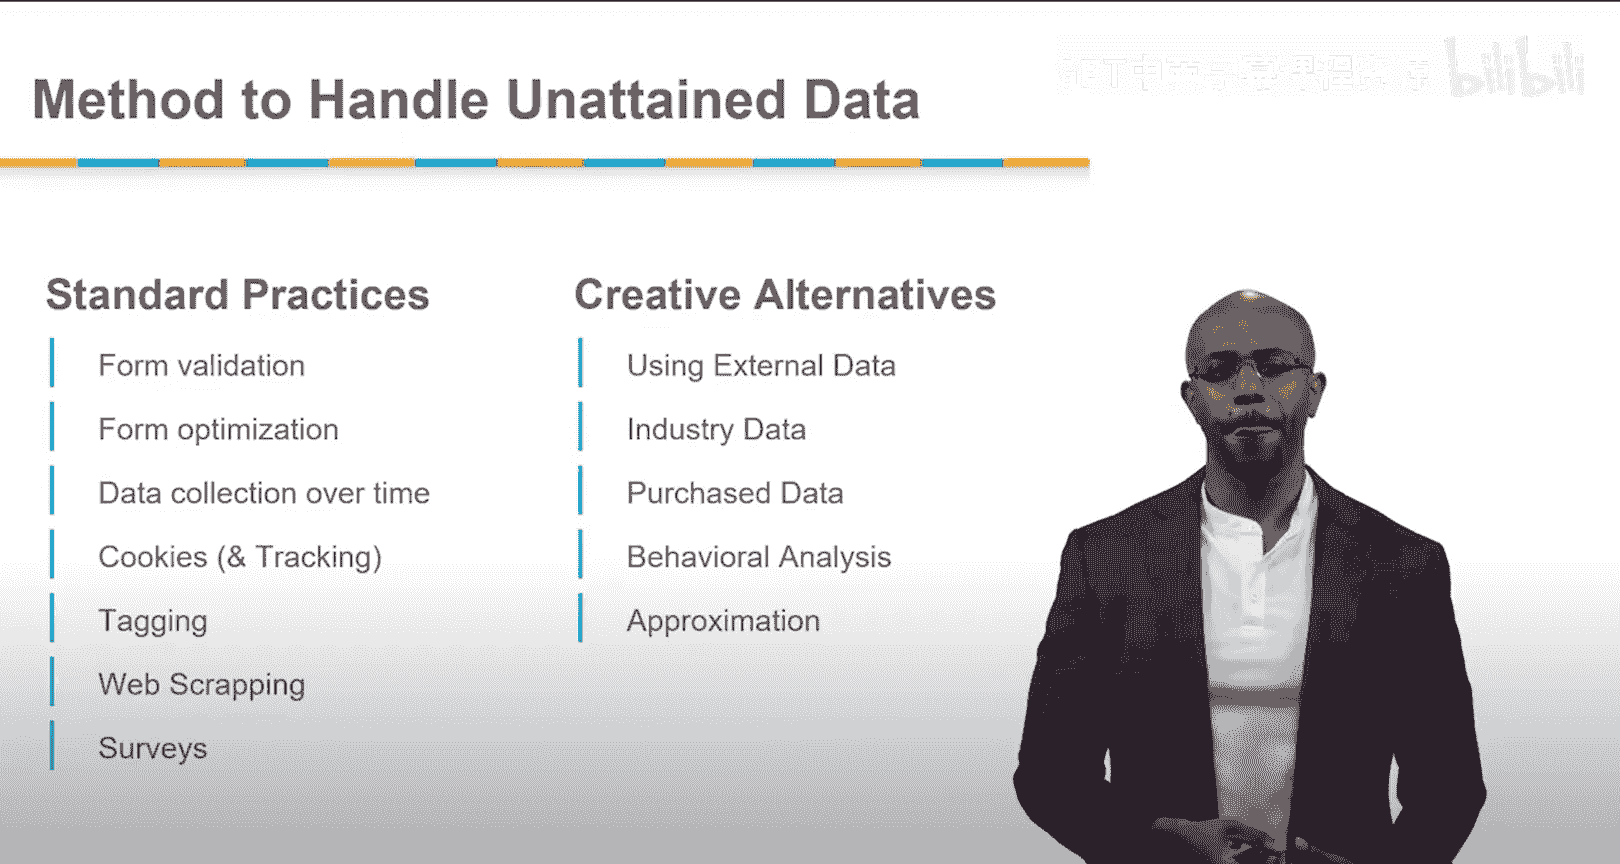 Method to Handle Unattained Data
Standard Practices
Form validation
Form optimization
Data collection over time
Cookies (& Tracking)
Tagging
Web Scrapping
Surveys
Creative Alternatives
Using External Data
Industry Data
Purchased Data
Behavioral Analysis
Approximation
bilibili